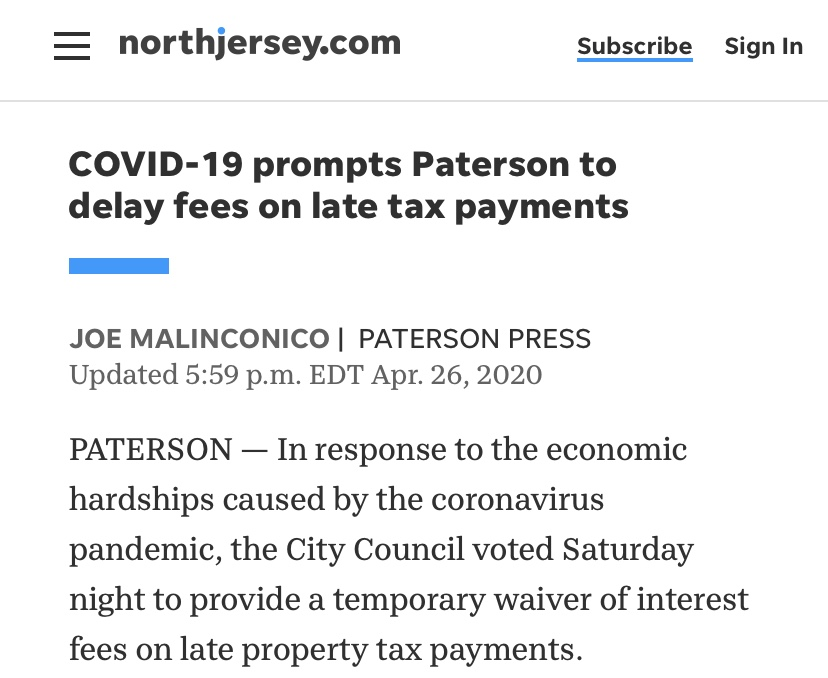 northjersey.com
Subscribe
Sign In
COVID-19 prompts Paterson to
delay fees on late tax payments
JOE MALINCONICO | PATERSON PRESS
Updated 5:59 p.m. EDT Apr. 26, 2020
PATERSON — In response to the economic
hardships caused by the coronavirus
pandemic, the City Council voted Saturday
night to provide a temporary waiver of interest
fees on late property tax payments.